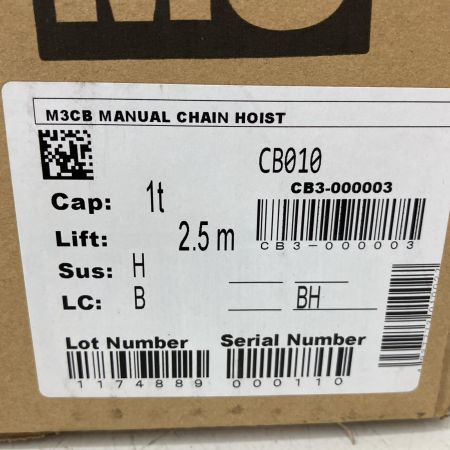 M3CB MANUAL CHAIN HOIST
CB010
Cap: 1t
CB3-000003
Lift: 2.5 m
CB3-000003
Sus: H
LC: B BH
Lot Number Serial Number
1174889 000110